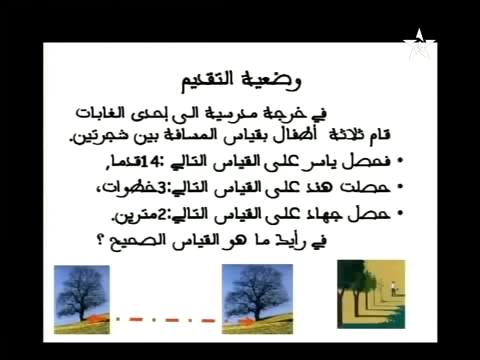 وضعية التقديم
في خرجة مدرسية الى إحدى الغابات
قام ثلاثة أطفال بقياس المسافة بين شجرتين.
• فحصل ياسر على القياس التالي :14قدما,
• حصلت هند على القياس التالي:3خطوات،
• حصل جهاد على القياس التالي:2مترين.
في رأيك ما هو القياس الصحيح ؟